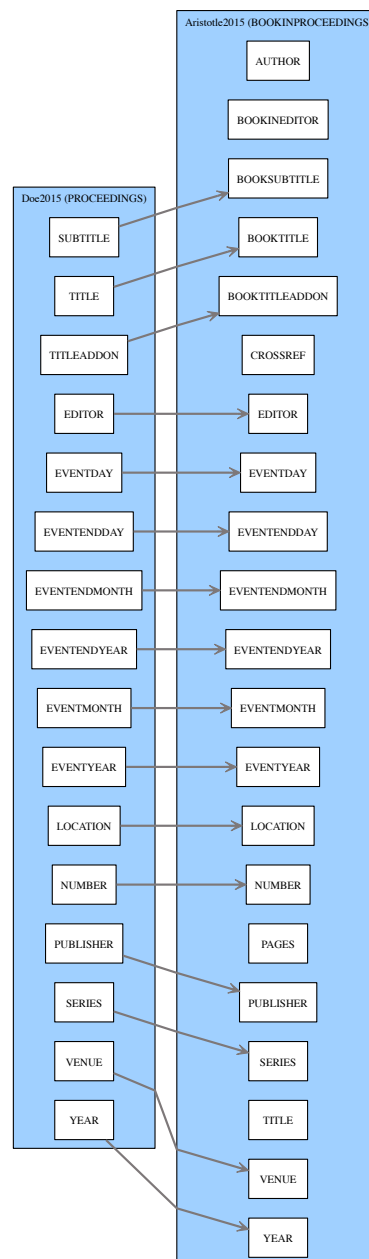 Aristotle2015 (BOOKINPROCEEDINGS
AUTHOR
BOOKINEDITOR
BOOKSUBTITLE
BOOKTITLE
BOOKTITLEADDON
CROSSREF
EDITOR
EVENTDAY
EVENTENDDAY
EVENTENDMONTH
EVENTENDYEAR
EVENTMONTH
EVENTYEAR
LOCATION
NUMBER
PAGES
PUBLISHER
SERIES
TITLE
VENUE
YEAR
Doe2015 (PROCEEDINGS)
SUBTITLE
TITLE
TITLEADDON
EDITOR
EVENTDAY
EVENTENDDAY
EVENTENDMONTH
EVENTENDYEAR
EVENTMONTH
EVENTYEAR
LOCATION
NUMBER
PUBLISHER
SERIES
VENUE
YEAR